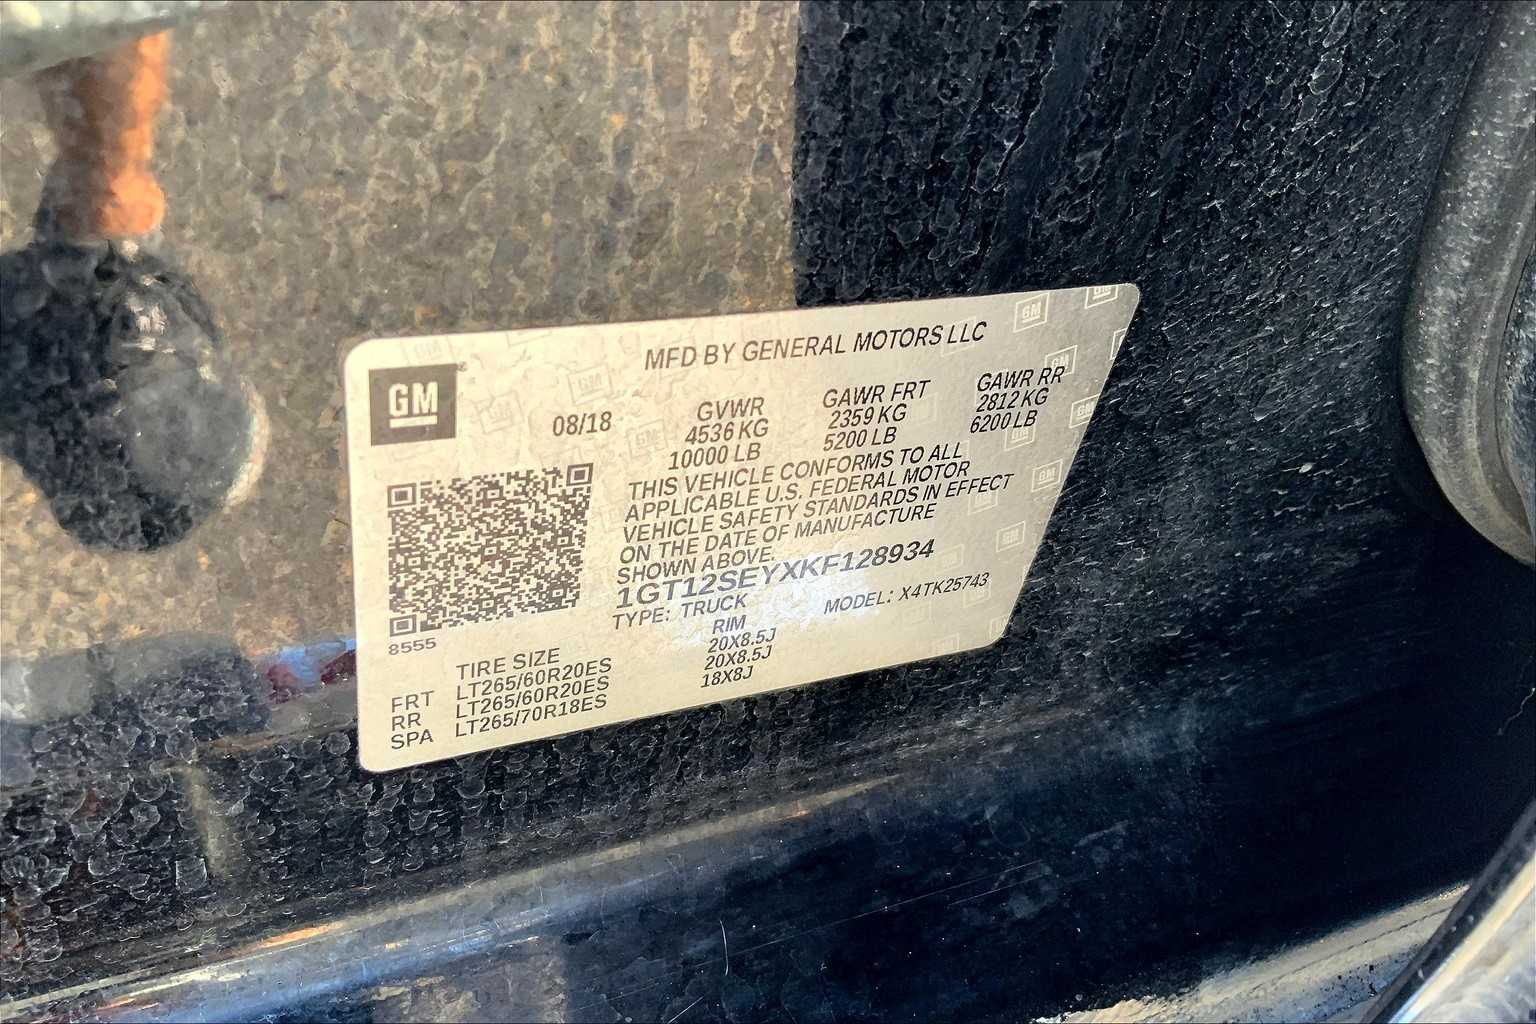 MFD BY GENERAL MOTORS LLC
GM
08/18
GVWR
4536 KG
10000 LB
GAWR FRT
2359 KG
5200 LB
GAWR RR
2812 KG
6200 LB
THIS VEHICLE CONFORMS TO ALL
APPLICABLE U.S. FEDERAL MOTOR
VEHICLE SAFETY STANDARDS IN EFFECT
ON THE DATE OF MANUFACTURE
SHOWN ABOVE.
1GT12SEYXKF128934
TYPE: TRUCK
MODEL: X4TK25743
8555
TIRE SIZE RIM
FRT LT265/60R20ES 20X8.5J
RR LT265/60R20ES 20X8.5J
SPA LT265/70R18ES 18X8J